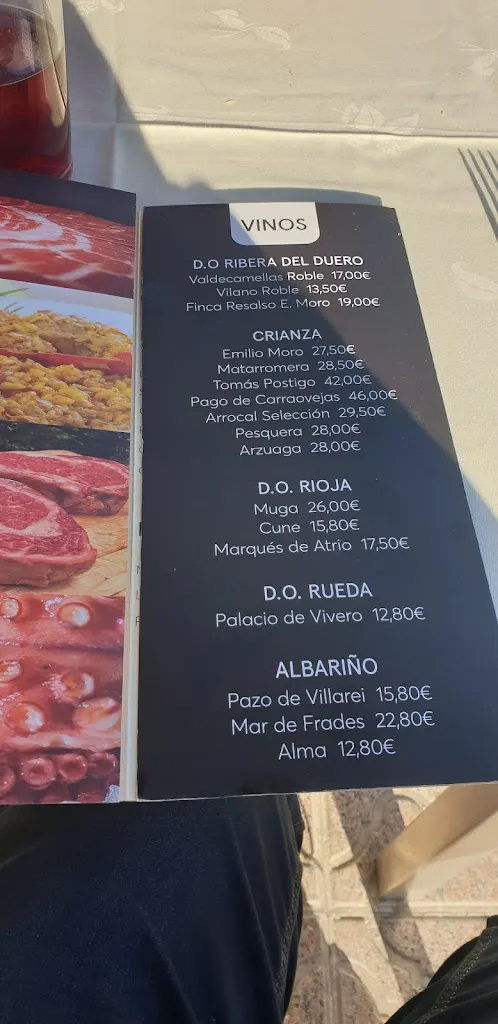 VINOS
D.O RIBERA DEL DUERO
Valdecamellas Roble 17,00€
Vilano Roble 13,50€
Finca Resalso E. Moro 19,00€
CRIANZA
Emilio Moro 27,50€
Matarromera 28,50€
Tomás Postigo 42,00€
Pago de Carraovejas 46,00€
Arrocal Selección 29,50€
Pesquera 28,00€
Arzuaga 28,00€
D.O. RIOJA
Muga 26,00€
Cune 15,80€
Marqués de Atrio 17,50€
D.O. RUEDA
Palacio de Vivero 12,80€
ALBARIÑO
Pazo de Villarei 15,80€
Mar de Frades 22,80€
Alma 12,80€